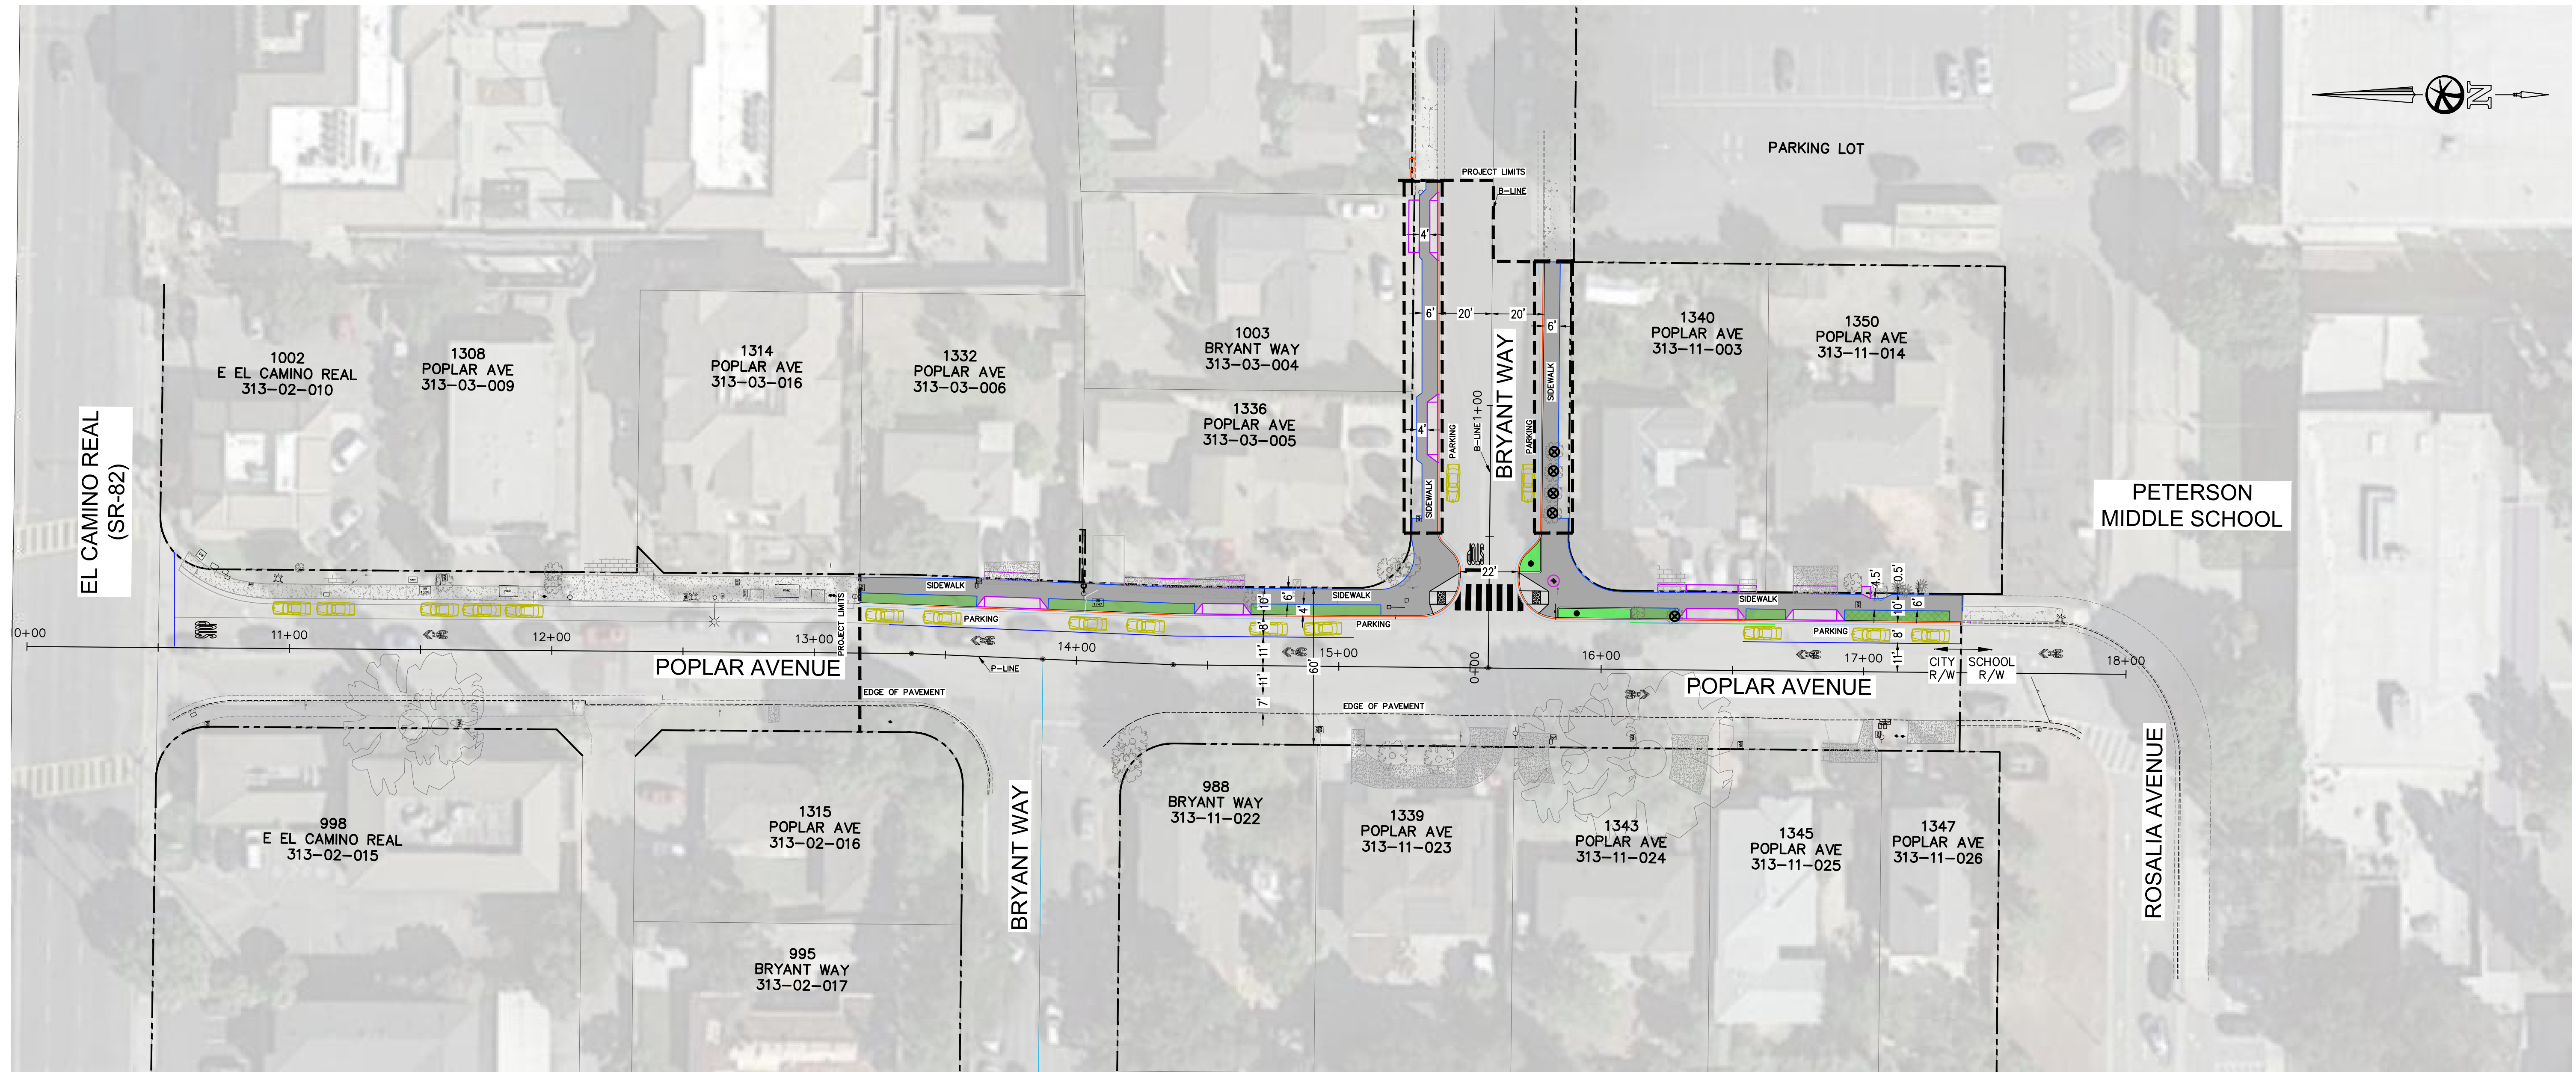 N
PARKING LOT
PROJECT LIMITS
B-LINE
4'
6'
20'
20'
6'
1002
E EL CAMINO REAL
313-02-010
1308
POPLAR AVE
313-03-009
1314
POPLAR AVE
313-03-016
1332
POPLAR AVE
313-03-006
1003
BRYANT WAY
313-03-004
1336
POPLAR AVE
313-03-005
4'
SIDEWALK
PARKING
B-LINE 1+00
BRYANT WAY
PARKING
SIDEWALK
1340
POPLAR AVE
313-11-003
1350
POPLAR AVE
313-11-014
PETERSON
MIDDLE SCHOOL
EL CAMINO REAL
(SR-82)
STOP
22'
SIDEWALK
SIDEWALK
SIDEWALK
PARKING
PARKING
PARKING
10'
6'
4'
8'
11'
11'
7'
60'
4.5'
0.5'
10'
6'
8'
11'
STOP
10+00
11+00
12+00
13+00
14+00
15+00
0+00
16+00
17+00
18+00
PROJECT LIMITS
P-LINE
CITY
R/W
SCHOOL
R/W
POPLAR AVENUE
POPLAR AVENUE
EDGE OF PAVEMENT
EDGE OF PAVEMENT
998
E EL CAMINO REAL
313-02-015
1315
POPLAR AVE
313-02-016
995
BRYANT WAY
313-02-017
BRYANT WAY
988
BRYANT WAY
313-11-022
1339
POPLAR AVE
313-11-023
1343
POPLAR AVE
313-11-024
1345
POPLAR AVE
313-11-025
1347
POPLAR AVE
313-11-026
ROSALIA AVENUE